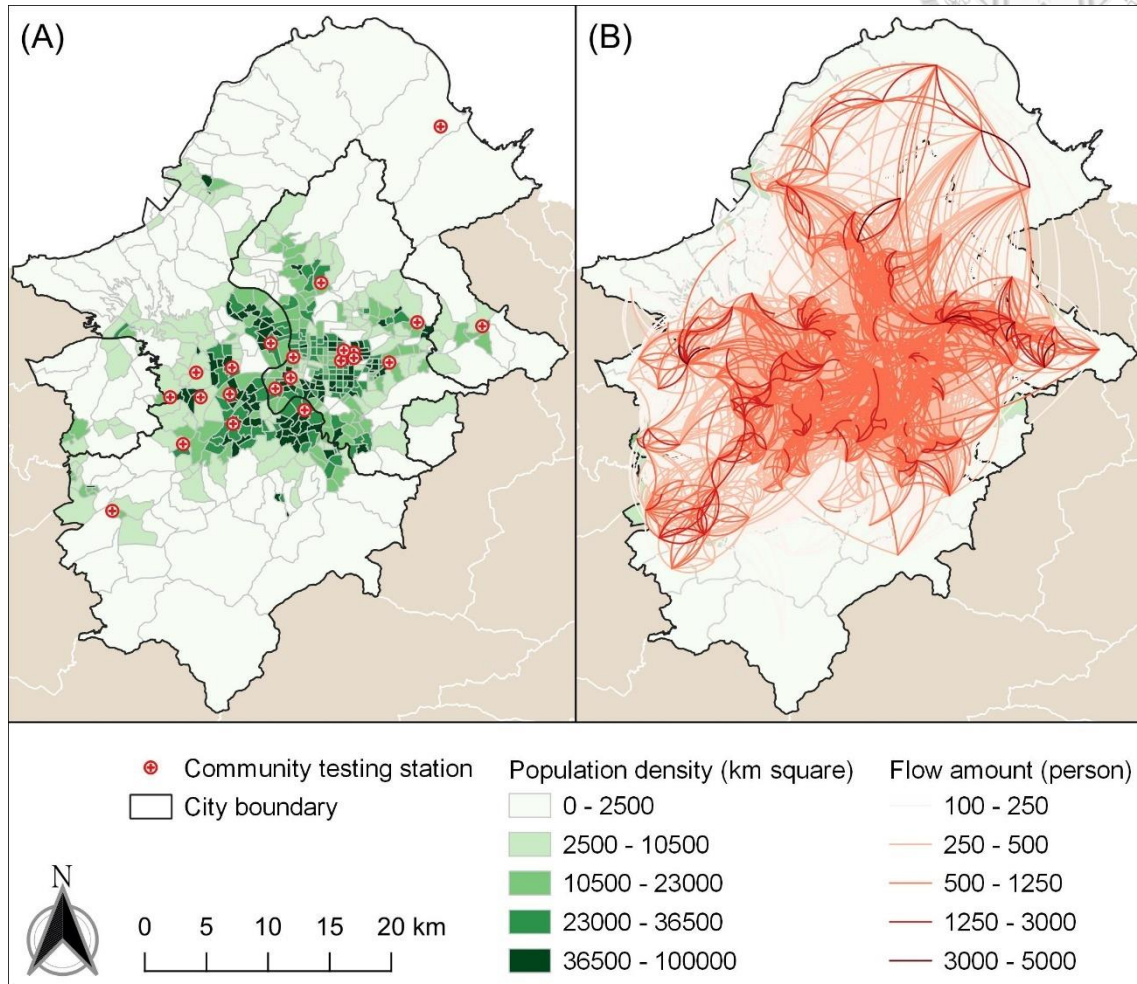 (A)
(B)
Community testing station
City boundary
N
0 5 10 15 20 km
Population density (km square)
0 - 2500
2500 - 10500
10500 - 23000
23000 - 36500
36500 - 100000
Flow amount (person)
100 - 250
250 - 500
500 - 1250
1250 - 3000
3000 - 5000